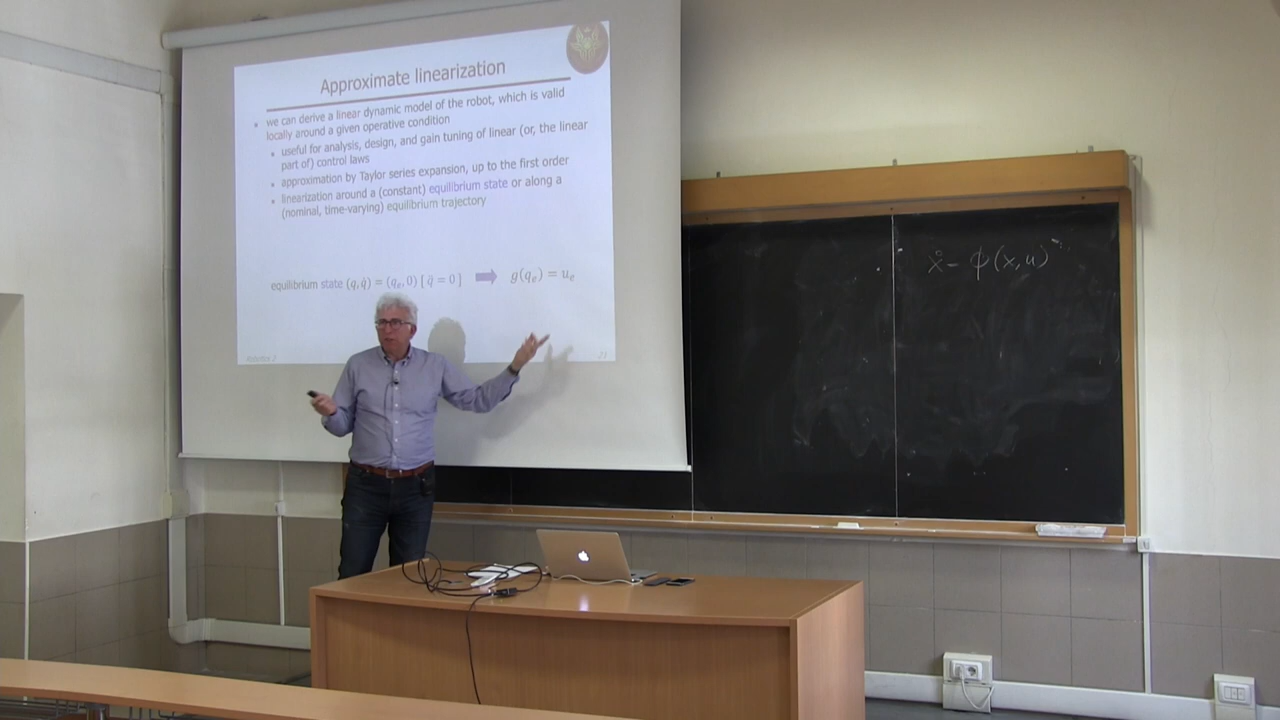 Approximate linearization
▪ we can derive a linear dynamic model of the robot, which is valid
locally around a given operative condition
▪ useful for analysis, design, and gain tuning of linear (or, the linear
part of) control laws
▪ approximation by Taylor series expansion, up to the first order
▪ linearization around a (constant) equilibrium state or along a
(nominal, time-varying) equilibrium trajectory
equilibrium state (q, q̇) = (qₑ, 0) [ q̈ = 0 ] ➡ g(qₑ) = uₑ
Robotics 2
ẋ = ϕ(x,u)